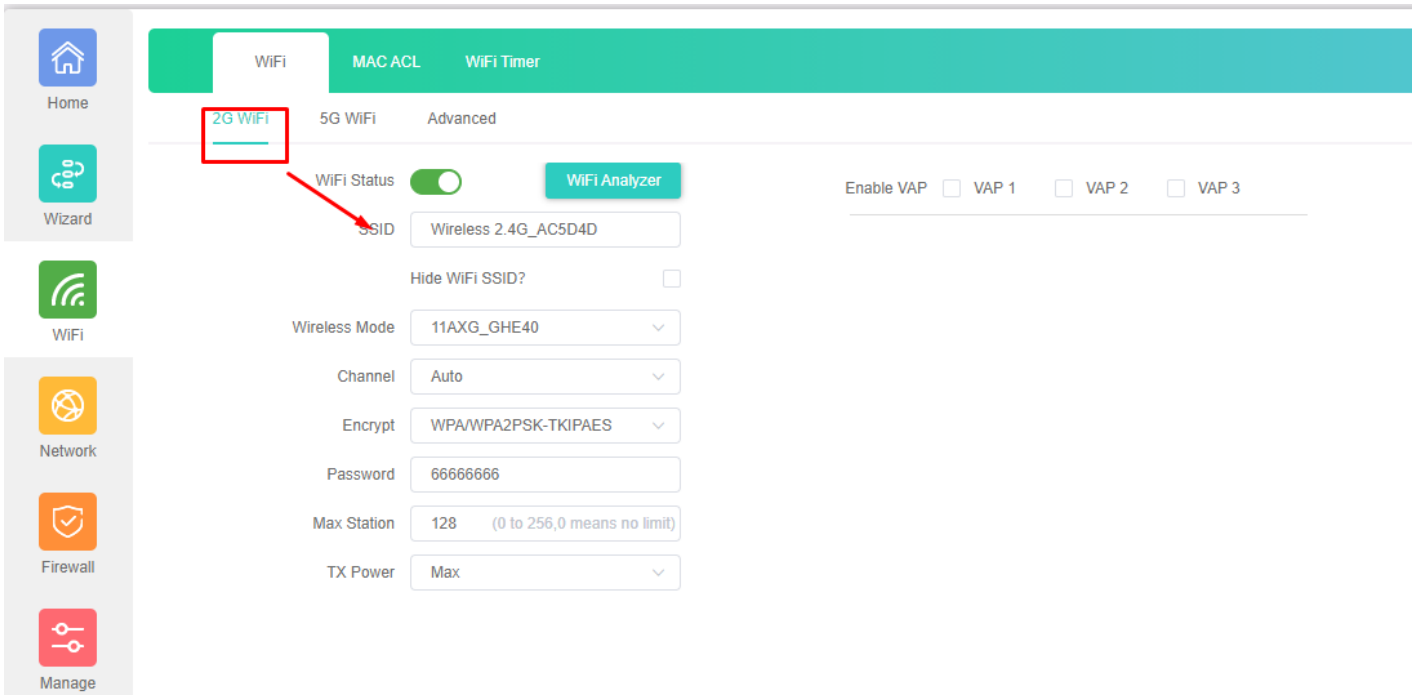 Home
Wizard
WiFi
Network
Firewall
Manage
WiFi MAC ACL WiFi Timer
2G WiFi 5G WiFi Advanced
WiFi Status WiFi Analyzer
SSID Wireless 2.4G_AC5D4D
Hide WiFi SSID?
Wireless Mode 11AXG_GHE40
Channel Auto
Encrypt WPA/WPA2PSK-TKIPAES
Password 66666666
Max Station 128 (0 to 256,0 means no limit)
TX Power Max
Enable VAP VAP 1 VAP 2 VAP 3